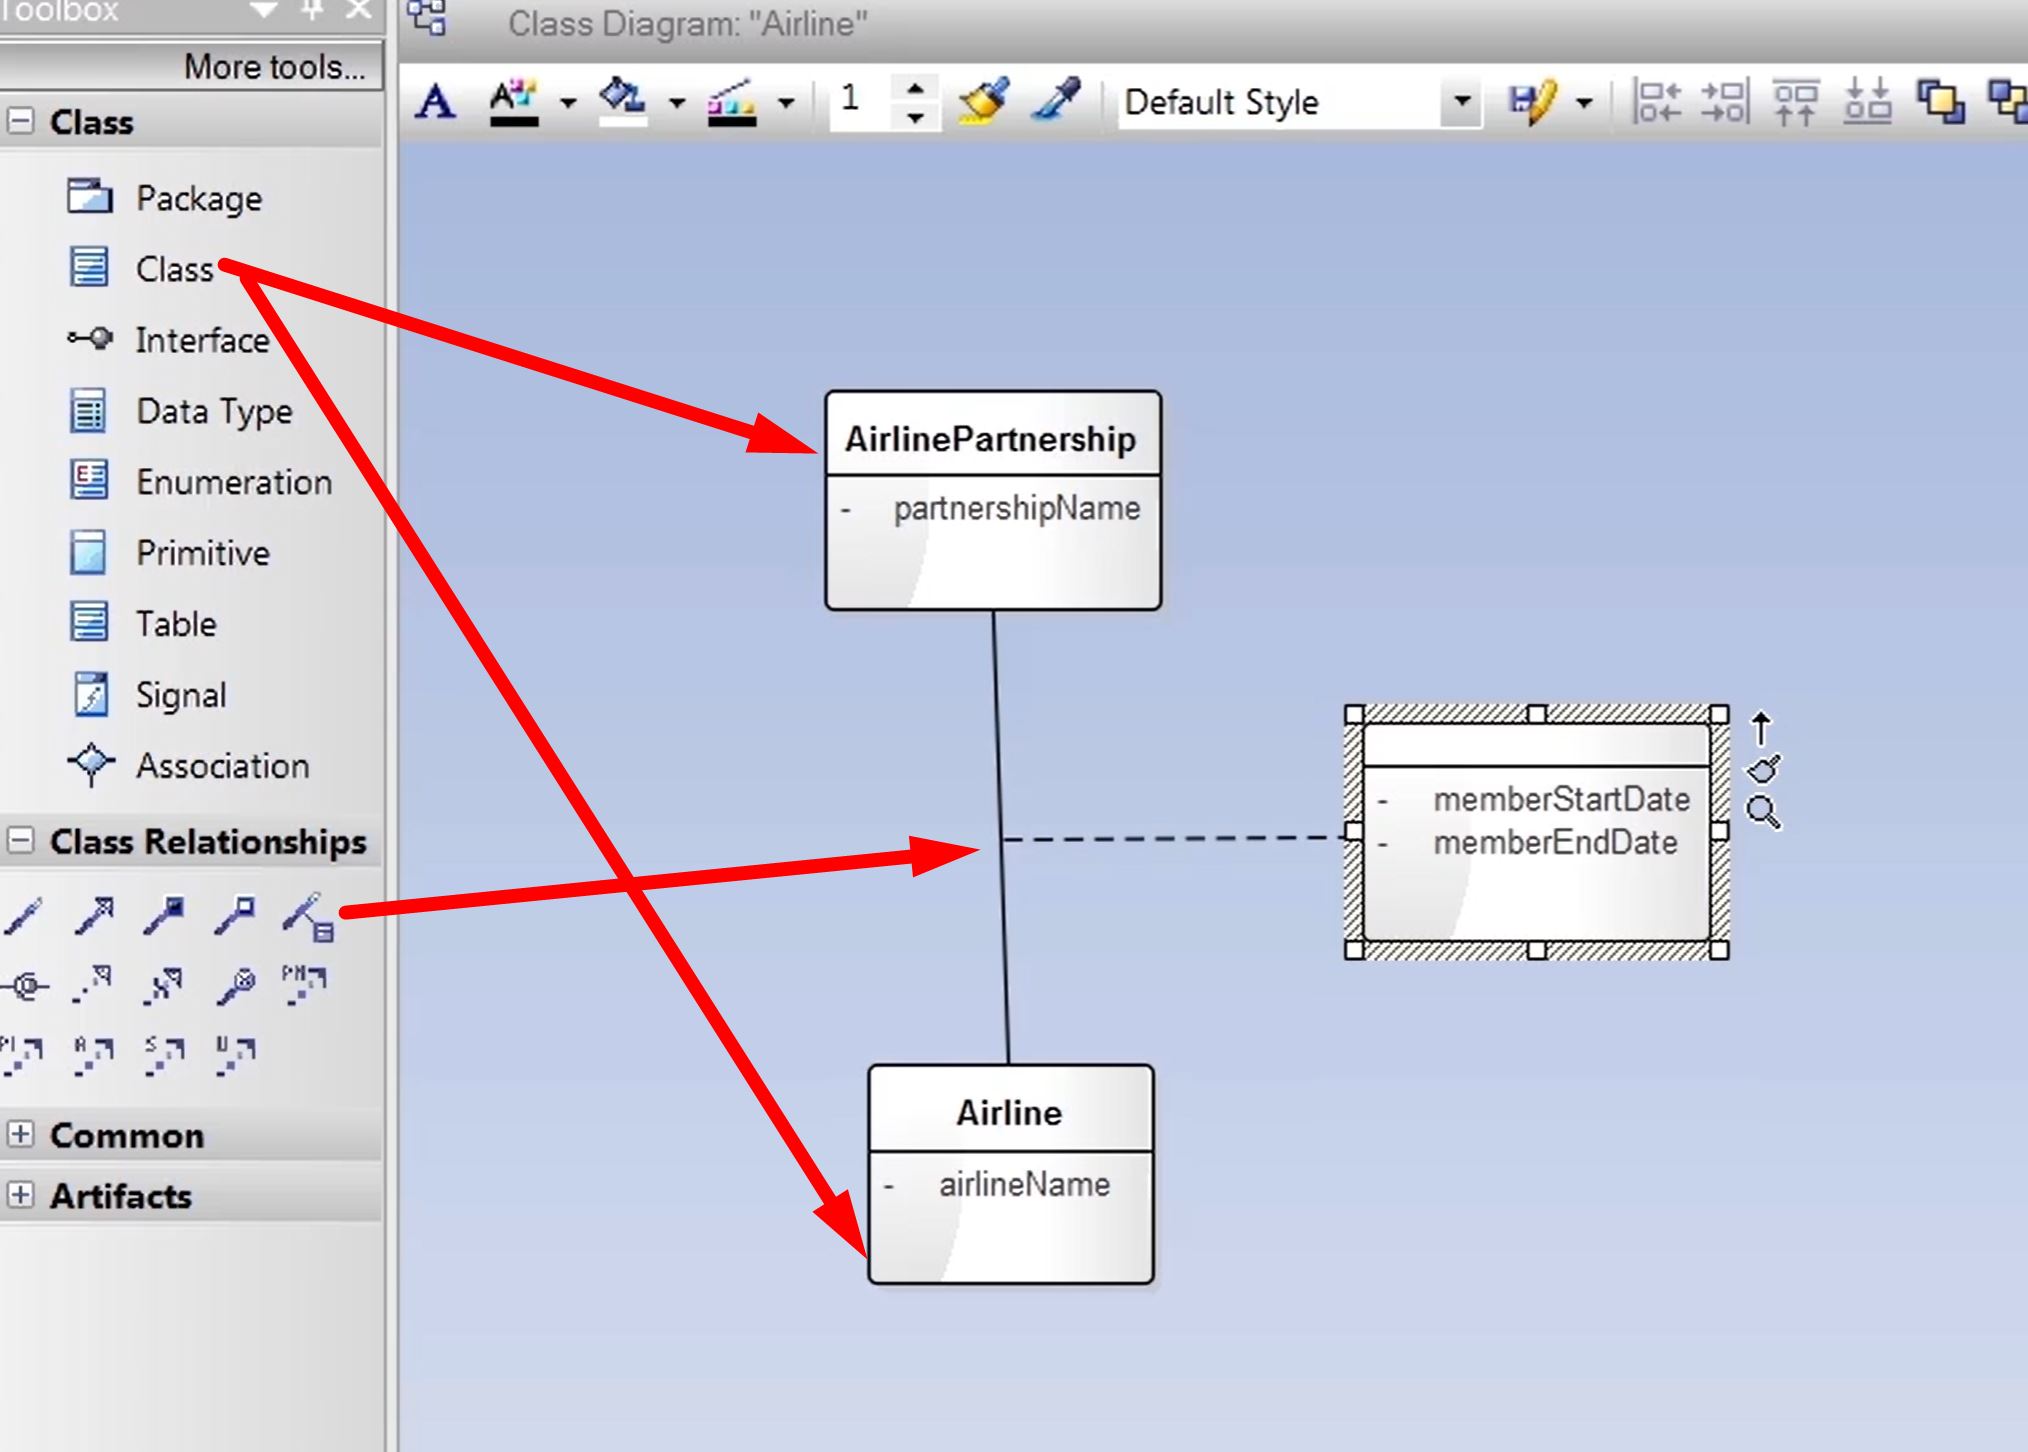 Toolbox
More tools...
Class
Package
Class
Interface
Data Type
Enumeration
Primitive
Table
Signal
Association
Class Relationships
Common
Artifacts
Class Diagram: "Airline"
A
1
Default Style
AirlinePartnership
- partnershipName
- memberStartDate
- memberEndDate
Airline
- airlineName